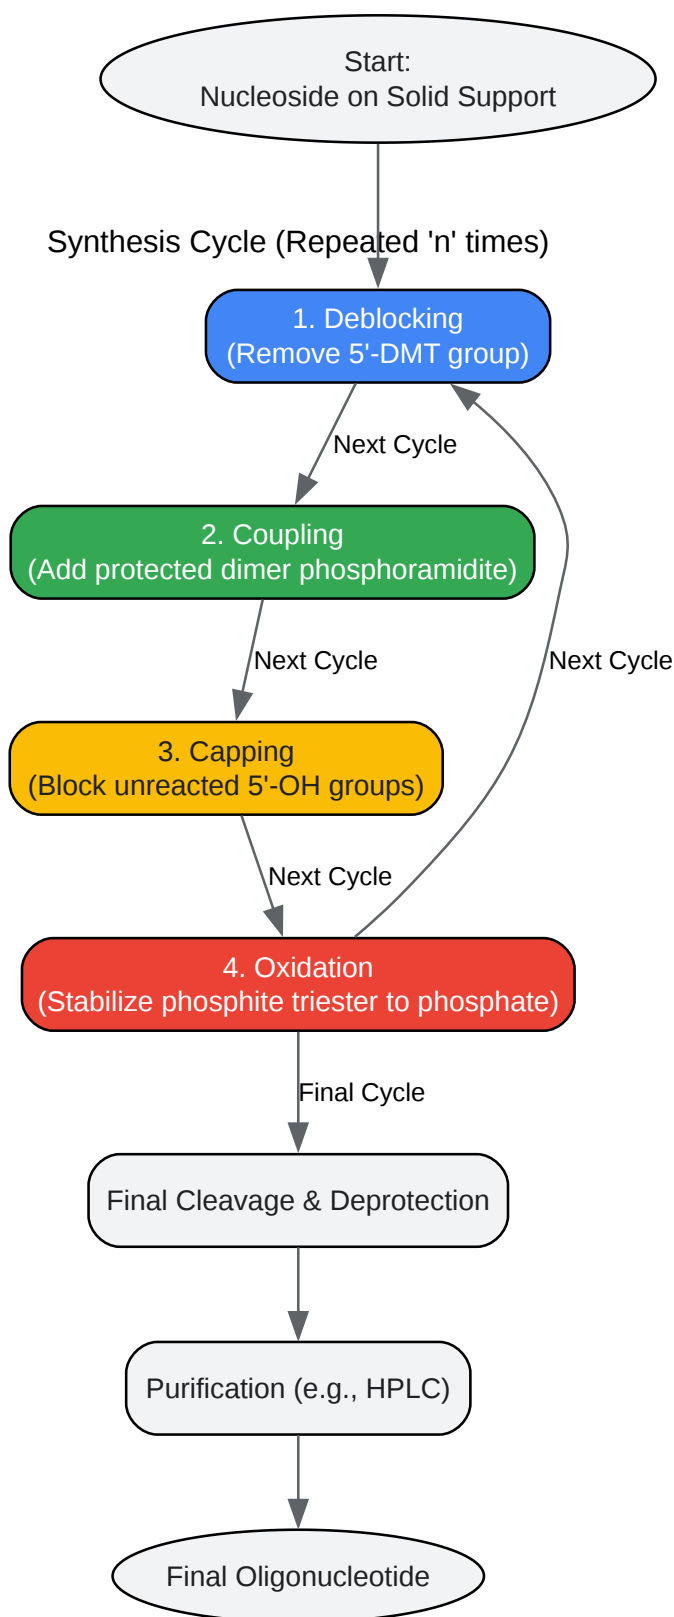 Start:
Nucleoside on Solid Support
Synthesis Cycle (Repeated 'n' times)
1. Deblocking
(Remove 5'-DMT group)
Next Cycle
2. Coupling
(Add protected dimer phosphoramidite)
Next Cycle
Next Cycle
3. Capping
(Block unreacted 5'-OH groups)
Next Cycle
4. Oxidation
(Stabilize phosphite triester to phosphate)
Final Cycle
Final Cleavage & Deprotection
Purification (e.g., HPLC)
Final Oligonucleotide